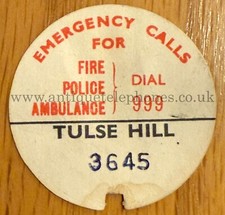 EMERGENCY CALLS
FOR
FIRE
POLICE
AMBULANCE
DIAL
999
www.antiquetelephones.co.uk
TULSE HILL
3645